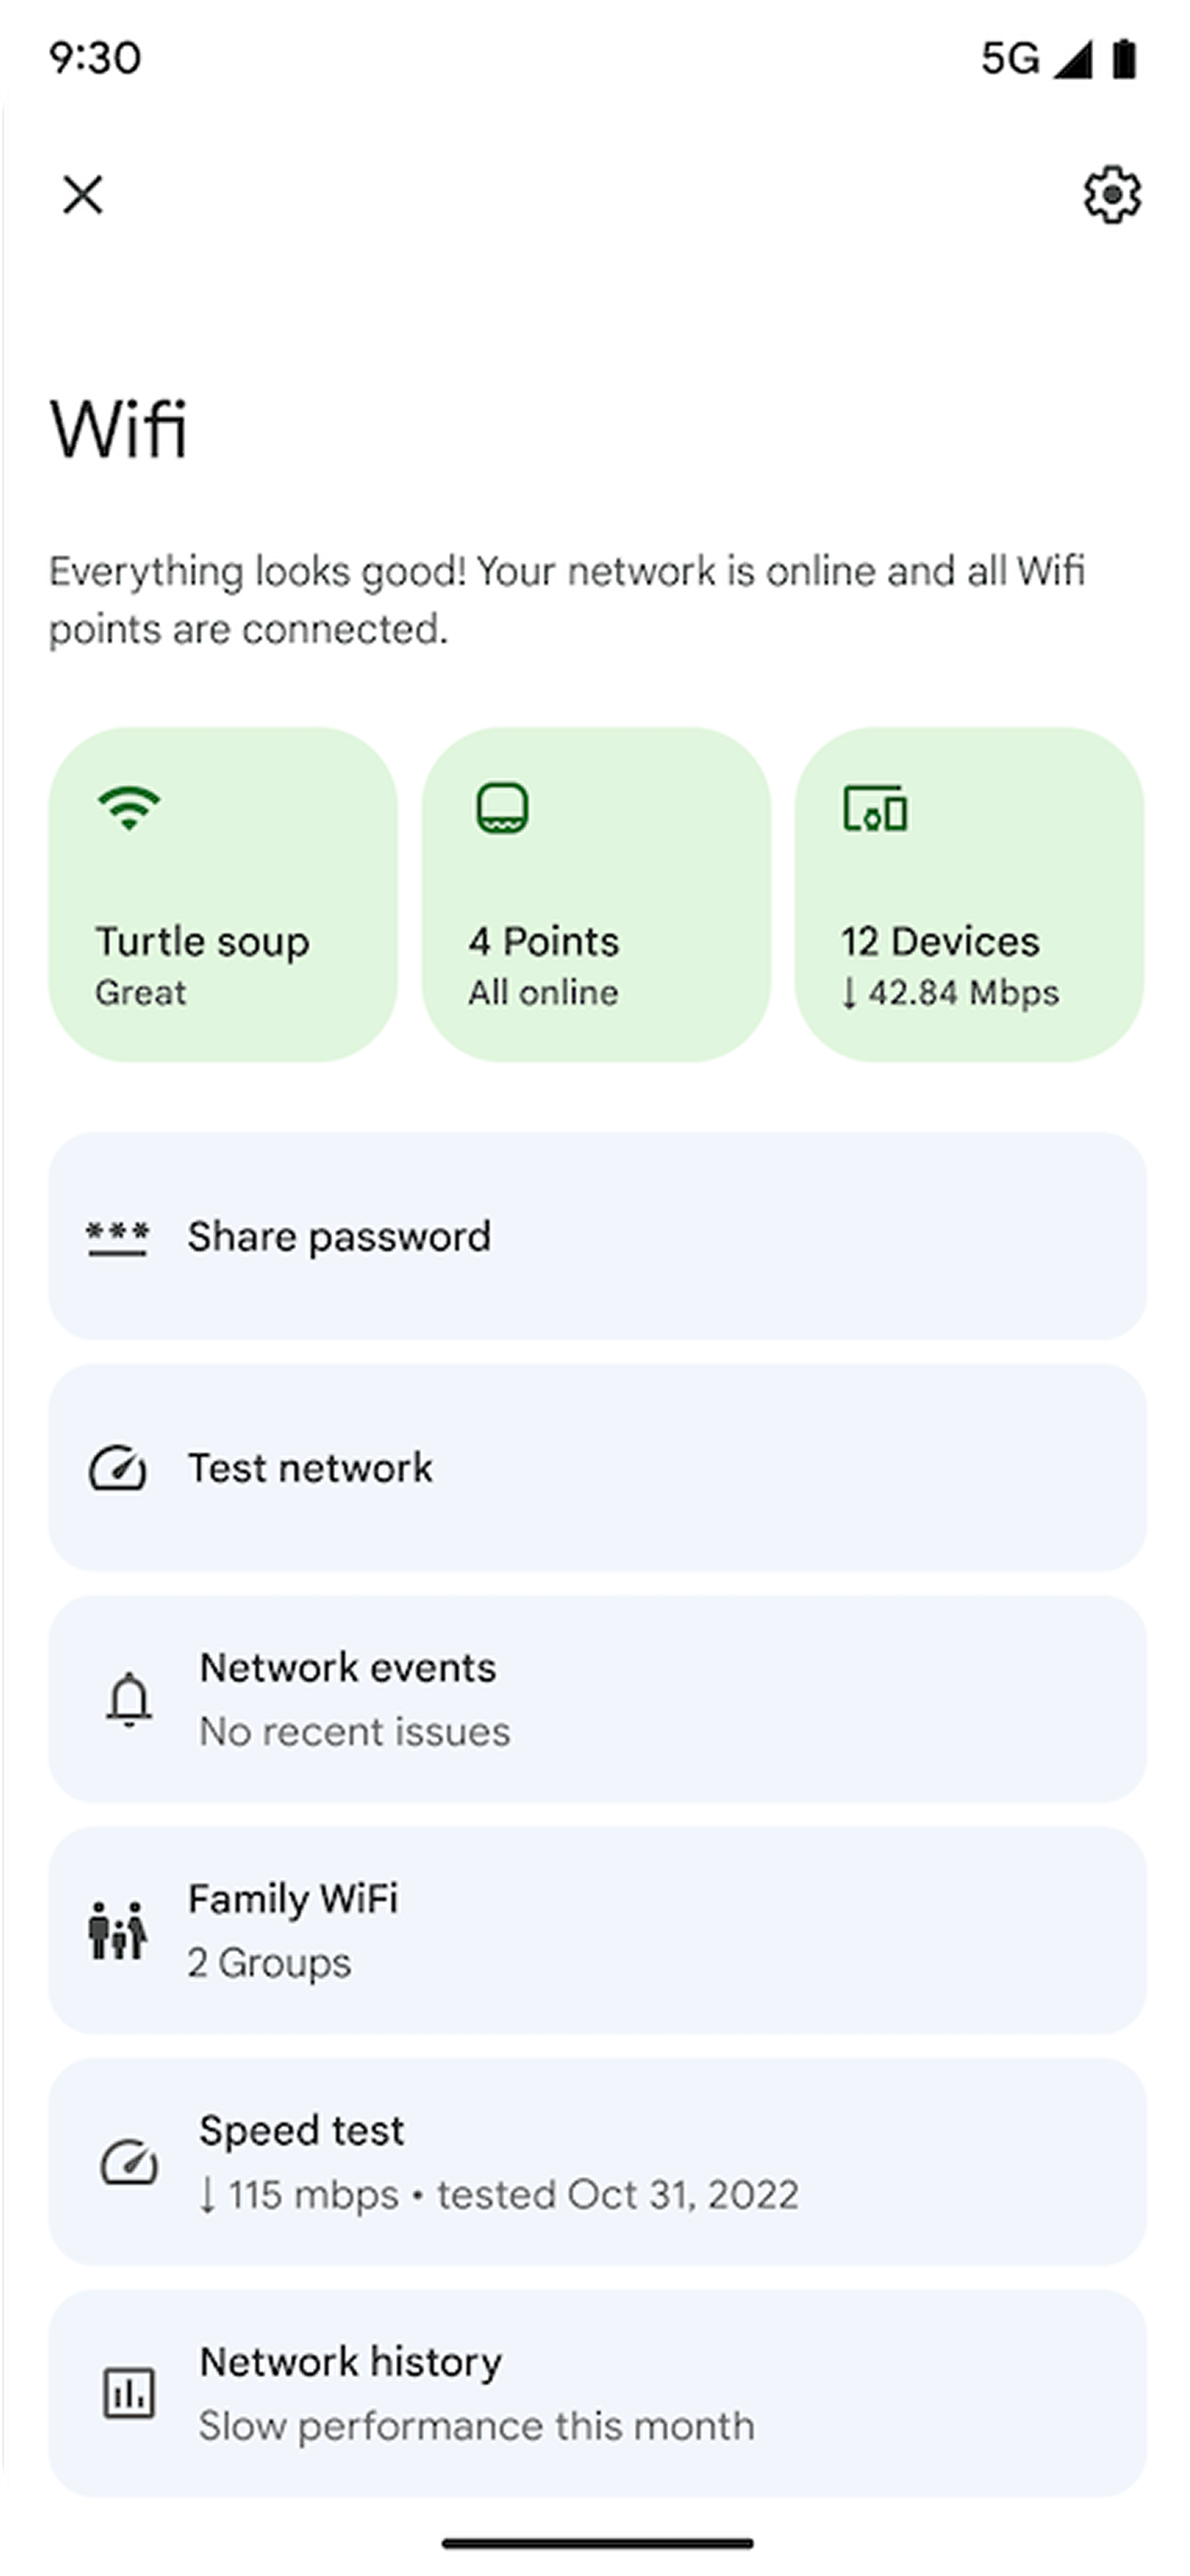 9:30
5G
Wifi
Everything looks good! Your network is online and all Wifi
points are connected.
Turtle soup
Great
4 Points
All online
12 Devices
↓ 42.84 Mbps
Share password
Test network
Network events
No recent issues
Family WiFi
2 Groups
Speed test
↓ 115 mbps • tested Oct 31, 2022
Network history
Slow performance this month